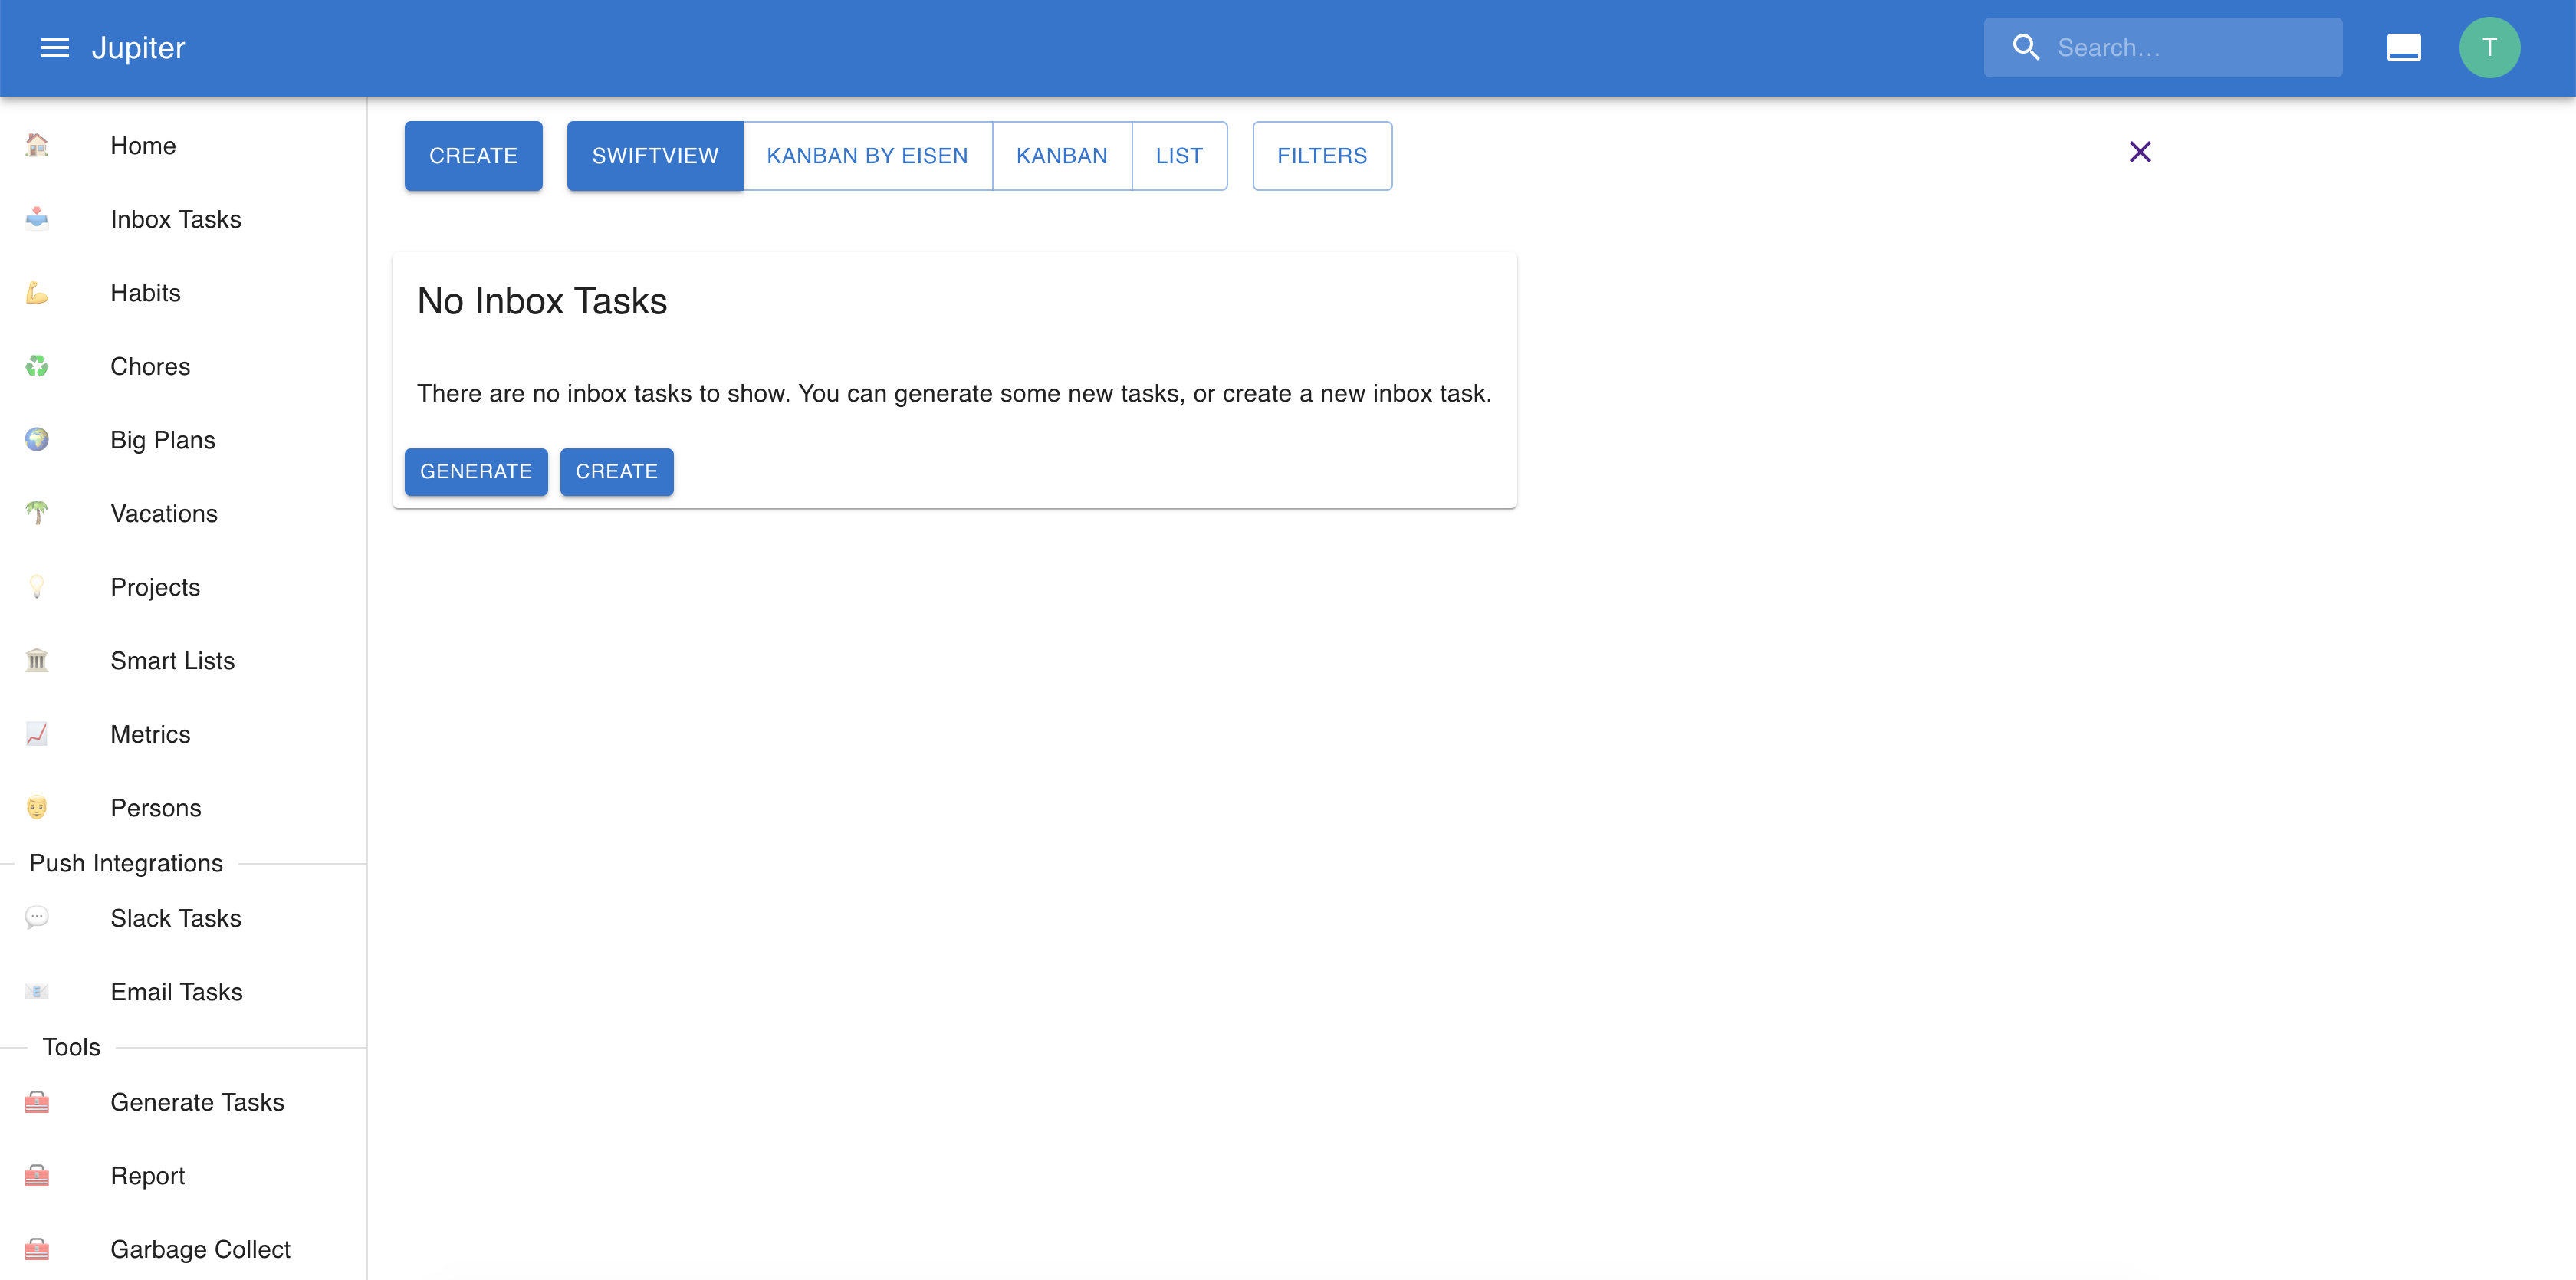 Jupiter
Search...
T
Home
Inbox Tasks
Habits
Chores
Big Plans
Vacations
Projects
Smart Lists
Metrics
Persons
Push Integrations
Slack Tasks
Email Tasks
Tools
Generate Tasks
Report
Garbage Collect
CREATE SWIFTVIEW KANBAN BY EISEN KANBAN LIST FILTERS
No Inbox Tasks
There are no inbox tasks to show. You can generate some new tasks, or create a new inbox task.
GENERATE CREATE